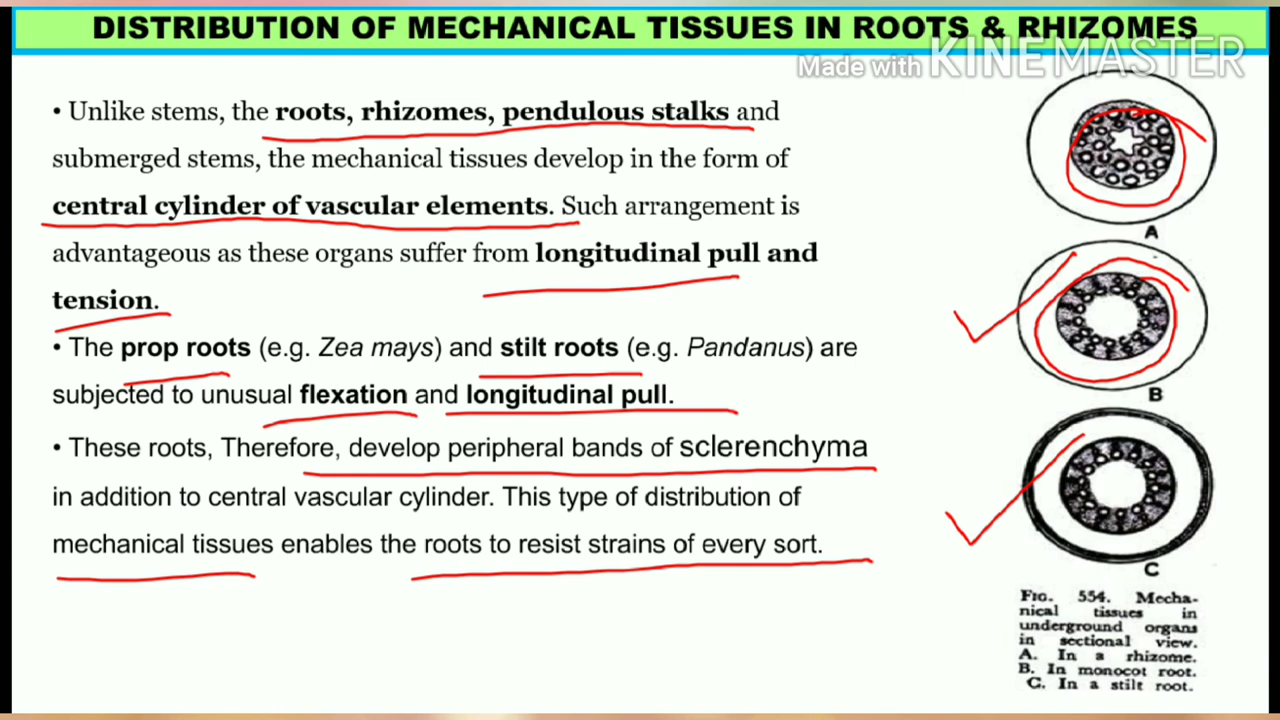 DISTRIBUTION OF MECHANICAL TISSUES IN ROOTS & RHIZOMES
Made with KINEMASTER
• Unlike stems, the roots, rhizomes, pendulous stalks and
submerged stems, the mechanical tissues develop in the form of
central cylinder of vascular elements. Such arrangement is
advantageous as these organs suffer from longitudinal pull and
tension.
• The prop roots (e.g. Zea mays) and stilt roots (e.g. Pandanus) are
subjected to unusual flexation and longitudinal pull.
• These roots, Therefore, develop peripheral bands of sclerenchyma
in addition to central vascular cylinder. This type of distribution of
mechanical tissues enables the roots to resist strains of every sort.
A
B
C
FIG. 554. Mecha-
nical tissues in
underground organs
in sectional view.
A. In a rhizome.
B. In monocot root.
C. In a stilt root.